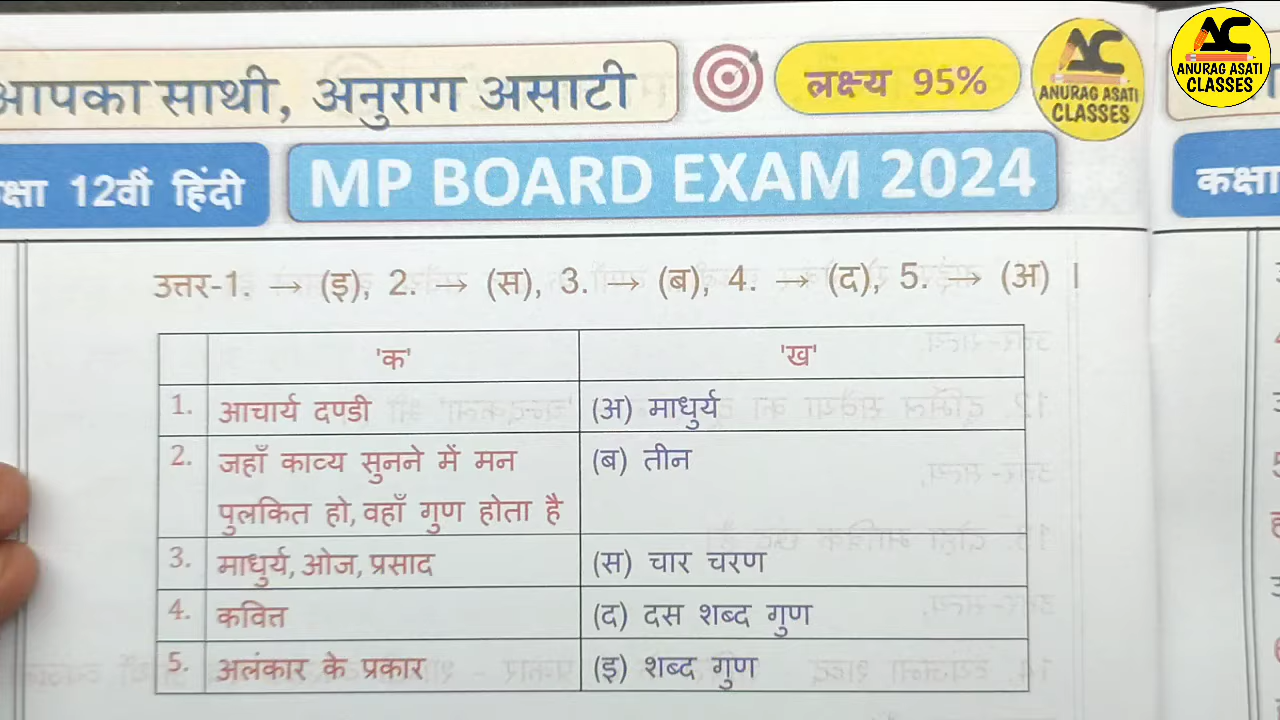 आपका साथी, अनुराग असाटी
लक्ष्य 95%
AC
ANURAG ASATI
CLASSES
AC
ANURAG ASATI
CLASSES
12वीं हिंदी
MP BOARD EXAM 2024
कक्षा
उत्तर-1. → (इ), 2. → (स), 3. → (ब), 4. → (द), 5. → (अ) ।
'क' 'ख'
1. आचार्य दण्डी (अ) माधुर्य
2. जहाँ काव्य सुनने में मन (ब) तीन
पुलकित हो, वहाँ गुण होता है
3. माधुर्य, ओज, प्रसाद (स) चार चरण
4. कवित्त (द) दस शब्द गुण
5. अलंकार के प्रकार (इ) शब्द गुण